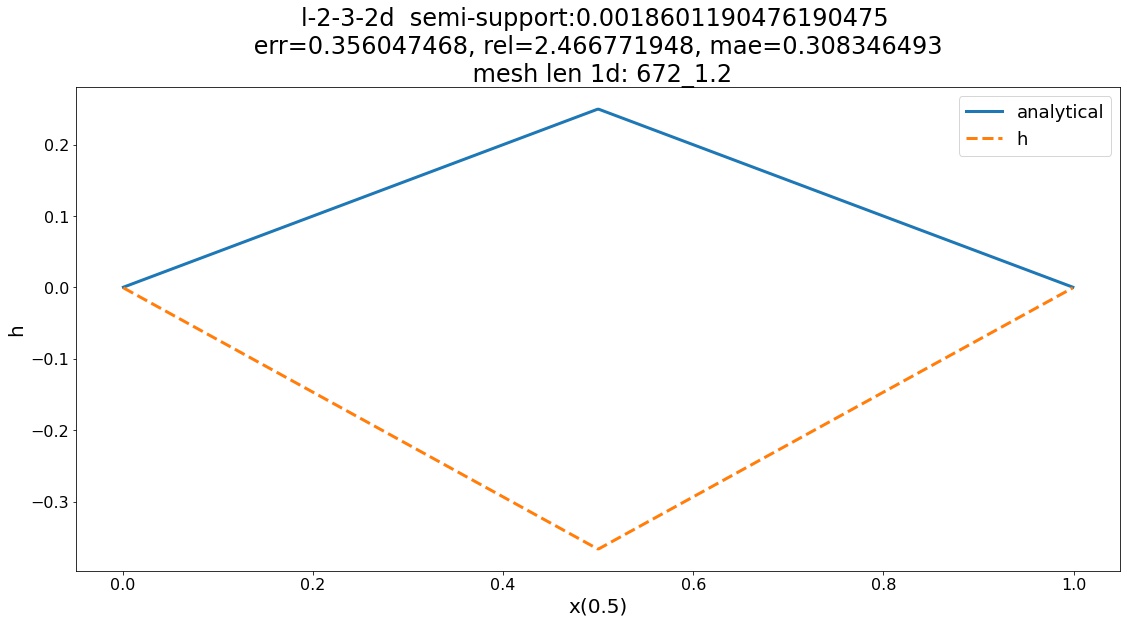 l-2-3-2d  semi-support:0.0018601190476190475
err=0.356047468, rel=2.466771948, mae=0.308346493
mesh len 1d: 672_1.2
analytical
h
0.2
0.1
0.0
−0.1
−0.2
−0.3
h
0.0
0.2
0.4
0.6
0.8
1.0
x(0.5)